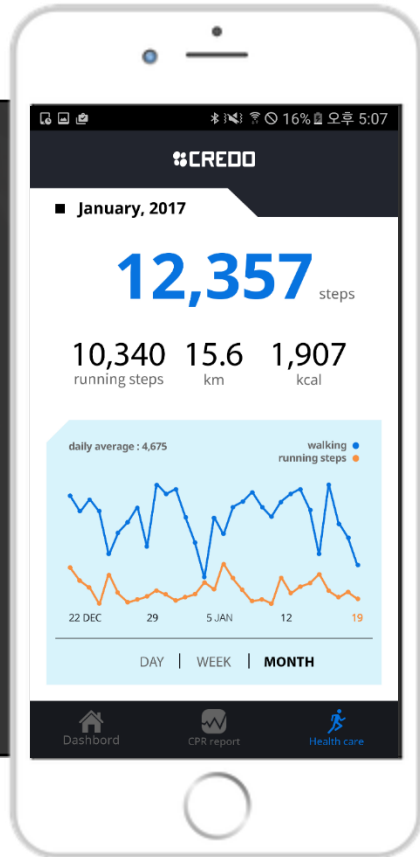 16% 오후 5:07
CREDO
January, 2017
12,357 steps
10,340 15.6 1,907
running steps km kcal
daily average : 4,675 walking
running steps
22 DEC 29 5 JAN 12 19
DAY | WEEK | MONTH
Dashbord CPR report Health care